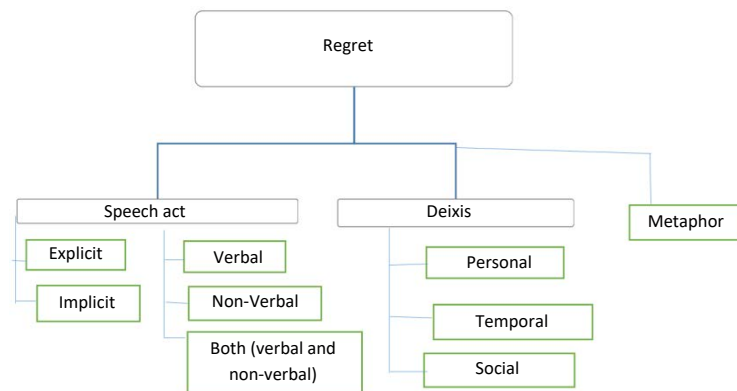 Regret
Speech act
Deixis
Metaphor
Explicit
Implicit
Verbal
Non-Verbal
Both (verbal and
non-verbal)
Personal
Temporal
Social